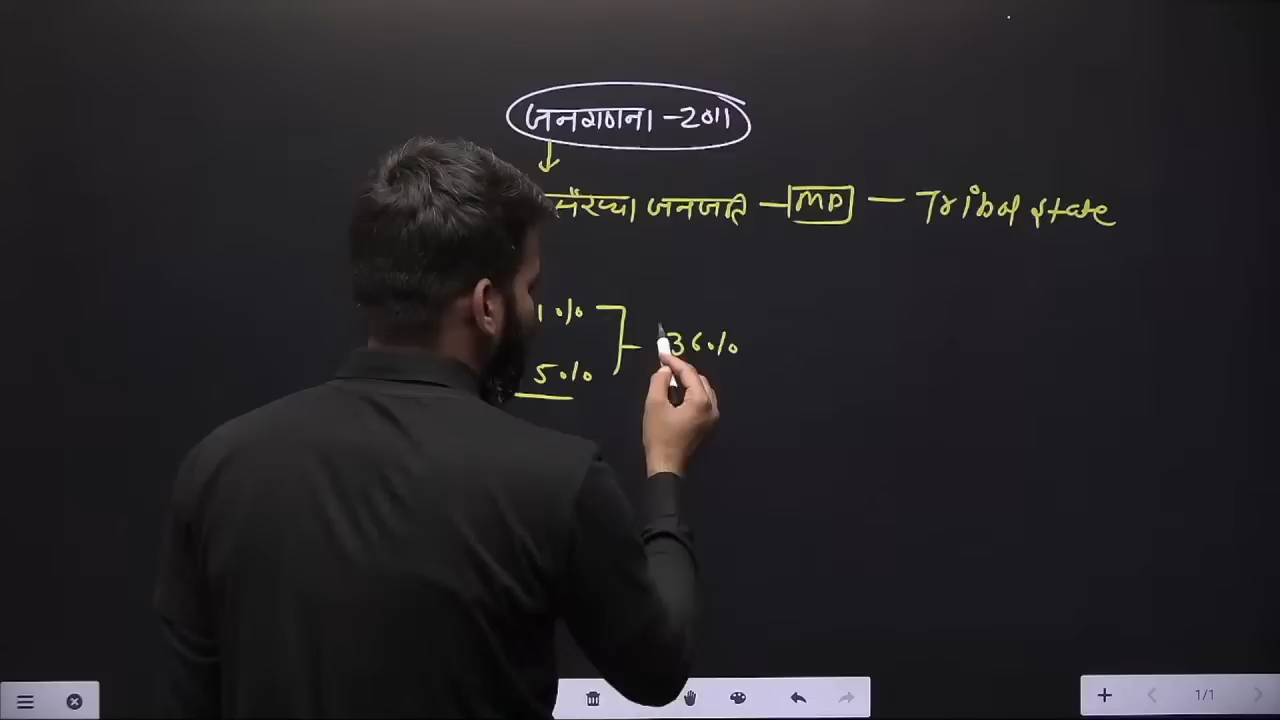 जनगणना -2011
संख्या जनजाति - MP - Tribal state
1%
36%
5%
1/1